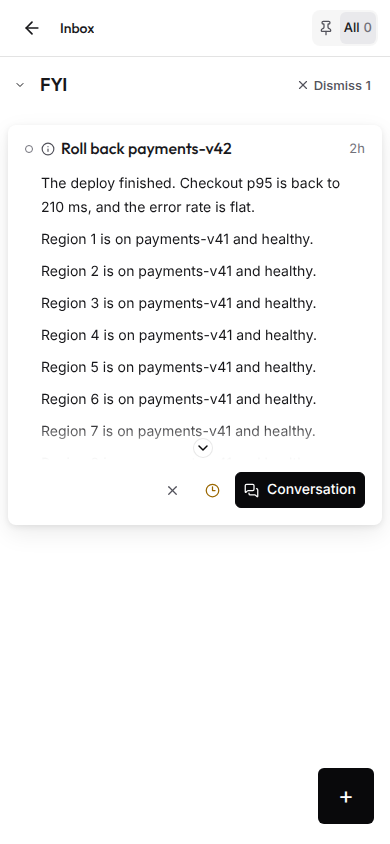 Inbox
All 0
FYI
Dismiss 1
Roll back payments-v42
2h
The deploy finished. Checkout p95 is back to
210 ms, and the error rate is flat.
Region 1 is on payments-v41 and healthy.
Region 2 is on payments-v41 and healthy.
Region 3 is on payments-v41 and healthy.
Region 4 is on payments-v41 and healthy.
Region 5 is on payments-v41 and healthy.
Region 6 is on payments-v41 and healthy.
Region 7 is on payments-v41 and healthy.
Conversation